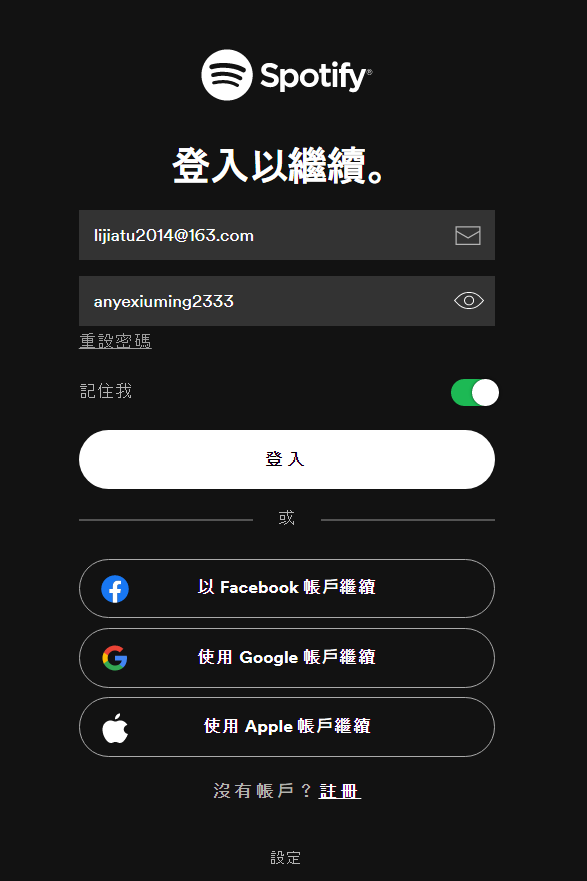 Spotify®
登入以繼續。
lijiatu2014@163.com
anyexiuming2333
重設密碼
記住我
登入
或
以 Facebook 帳戶繼續
使用 Google 帳戶繼續
使用 Apple 帳戶繼續
沒有帳戶？註冊
設定